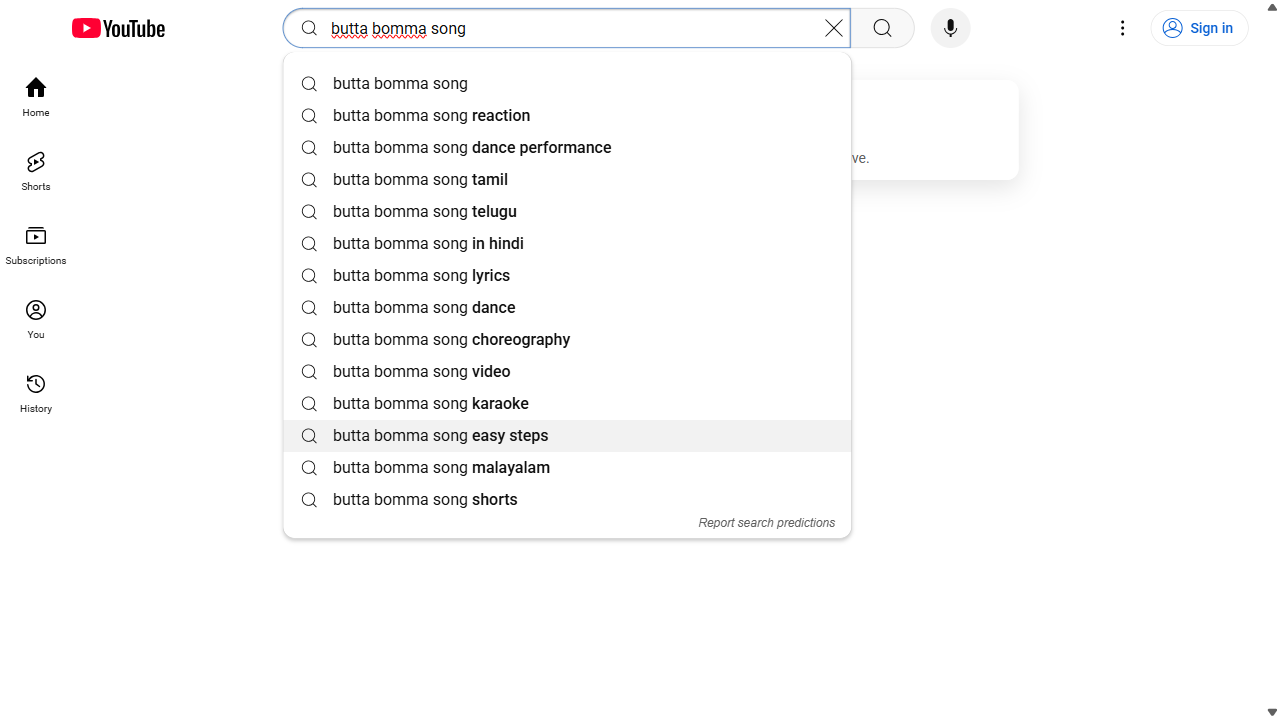 YouTube
butta bomma song
Sign in
Home
Shorts
Subscriptions
You
History
butta bomma song
butta bomma song reaction
butta bomma song dance performance
butta bomma song tamil
butta bomma song telugu
butta bomma song in hindi
butta bomma song lyrics
butta bomma song dance
butta bomma song choreography
butta bomma song video
butta bomma song karaoke
butta bomma song easy steps
butta bomma song malayalam
butta bomma song shorts
Report search predictions
ve.